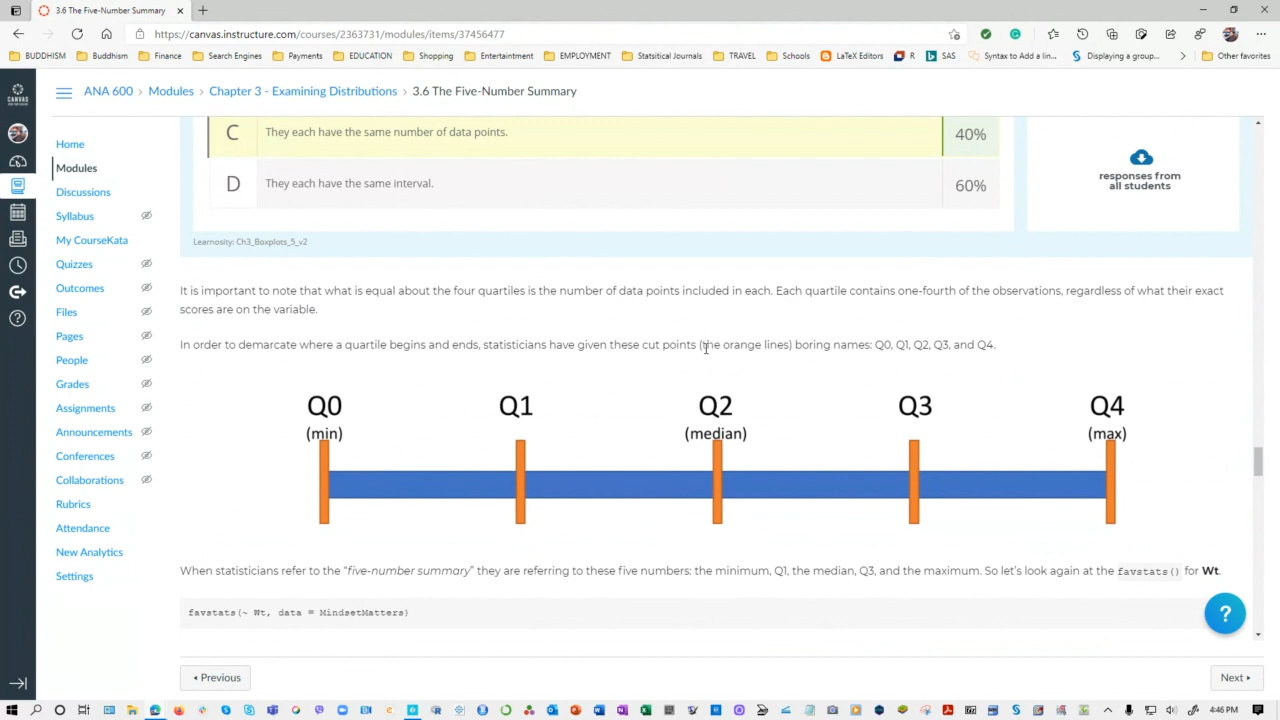 3.6 The Five-Number Summary
https://canvas.instructure.com/courses/2363731/modules/items/37456477
BUDDHISM Buddhism Finance Search Engines Payments EDUCATION Shopping Entertainment EMPLOYMENT Statsitical Journals TRAVEL Schools LaTeX Editors R SAS Syntax to Add a lin... Displaying a group... Other favorites
CANVAS
ANA 600 › Modules › Chapter 3 - Examining Distributions › 3.6 The Five-Number Summary
Home
Modules
Discussions
Syllabus
My CourseKata
Quizzes
Outcomes
Files
Pages
People
Grades
Assignments
Announcements
Conferences
Collaborations
Rubrics
Attendance
New Analytics
Settings
C They each have the same number of data points. 40%
D They each have the same interval. 60%
responses from
all students
Learnosity: Ch3_Boxplots_5_v2
It is important to note that what is equal about the four quartiles is the number of data points included in each. Each quartile contains one-fourth of the observations, regardless of what their exact
scores are on the variable.
In order to demarcate where a quartile begins and ends, statisticians have given these cut points (the orange lines) boring names: Q0, Q1, Q2, Q3, and Q4.
Q0 Q1 Q2 Q3 Q4
(min) (median) (max)
When statisticians refer to the “five-number summary” they are referring to these five numbers: the minimum, Q1, the median, Q3, and the maximum. So let’s look again at the favstats() for Wt.
favstats(~ Wt, data = MindsetMatters)
?
Previous
Next
4:46 PM